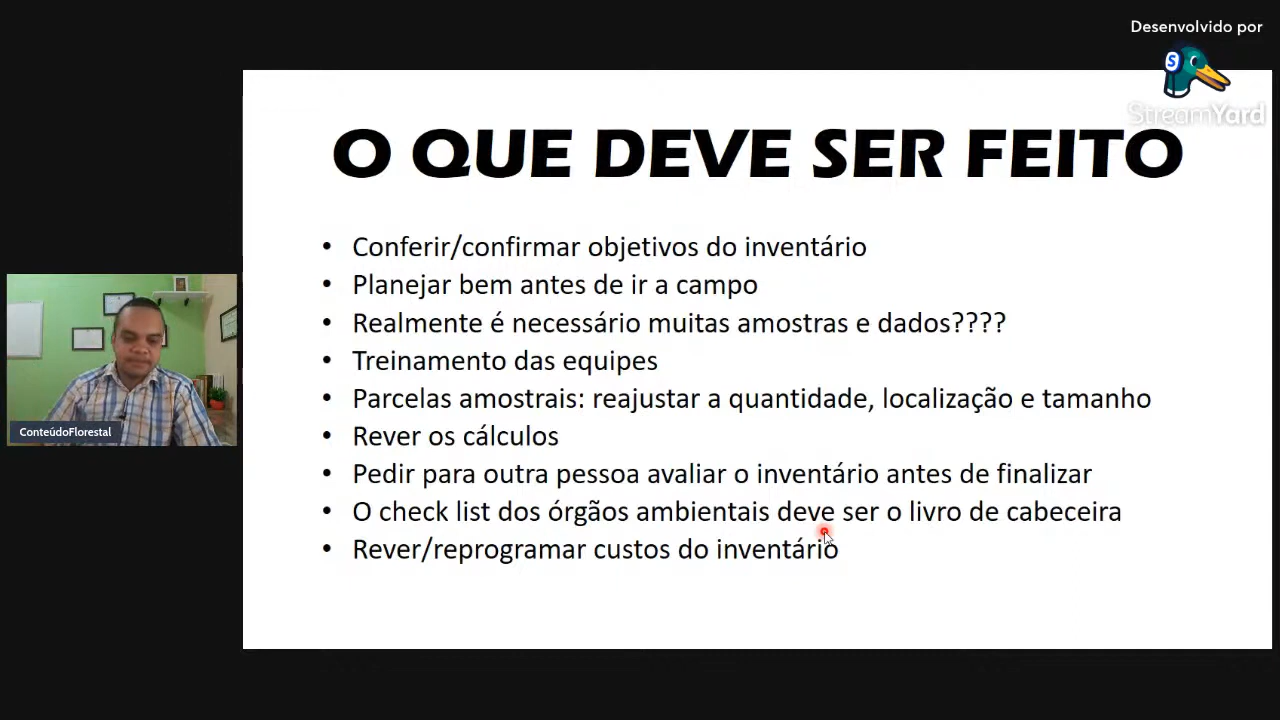 Desenvolvido por
StreamYard
O QUE DEVE SER FEITO
• Conferir/confirmar objetivos do inventário
• Planejar bem antes de ir a campo
• Realmente é necessário muitas amostras e dados????
• Treinamento das equipes
• Parcelas amostrais: reajustar a quantidade, localização e tamanho
• Rever os cálculos
• Pedir para outra pessoa avaliar o inventário antes de finalizar
• O check list dos órgãos ambientais deve ser o livro de cabeceira
• Rever/reprogramar custos do inventário
ConteúdoFlorestal